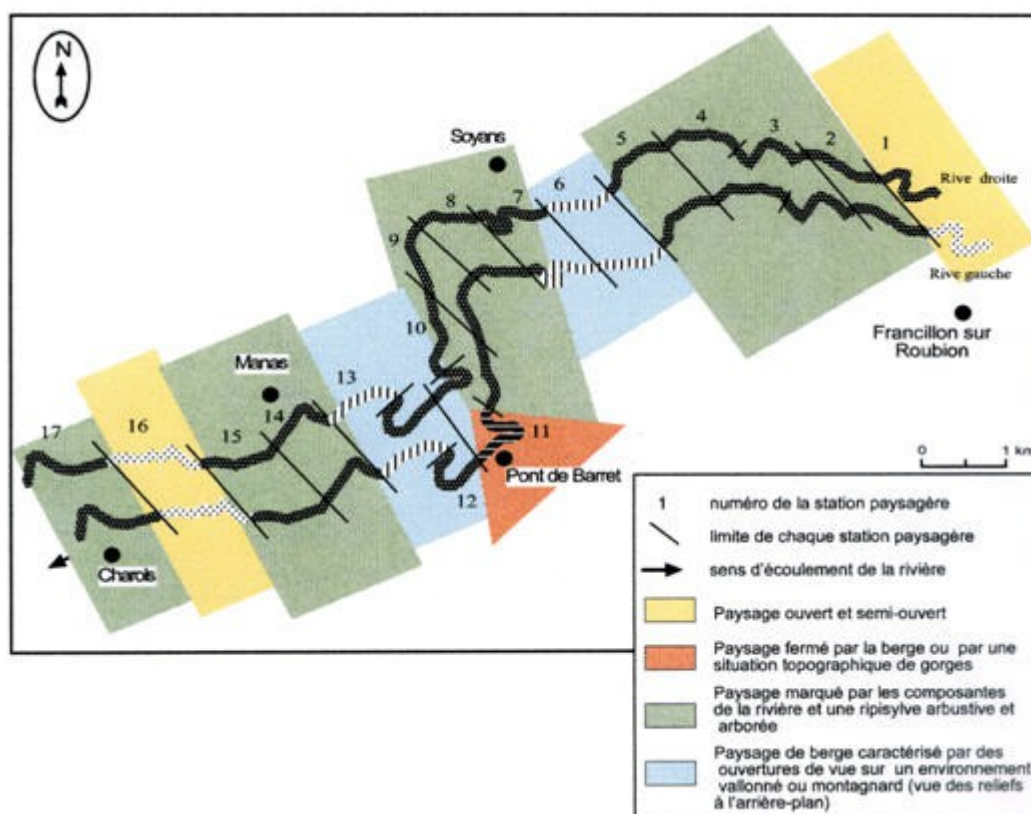 N
Soyans
1
2
3
4
5
6
7
8
9
10
11
12
13
14
15
16
17
Rive droite
Rive gauche
Francillon sur
Roubion
Manas
Pont de Barret
Charols
0 1 km
1 numéro de la station paysagère
limite de chaque station paysagère
sens d'écoulement de la rivière
Paysage ouvert et semi-ouvert
Paysage fermé par la berge ou par une
situation topographique de gorges
Paysage marqué par les composantes
de la rivière et une ripisylve arbustive et
arborée
Paysage de berge caractérisé par des
ouvertures de vue sur un environnement
vallonné ou montagnard (vue des reliefs
à l'arrière-plan)